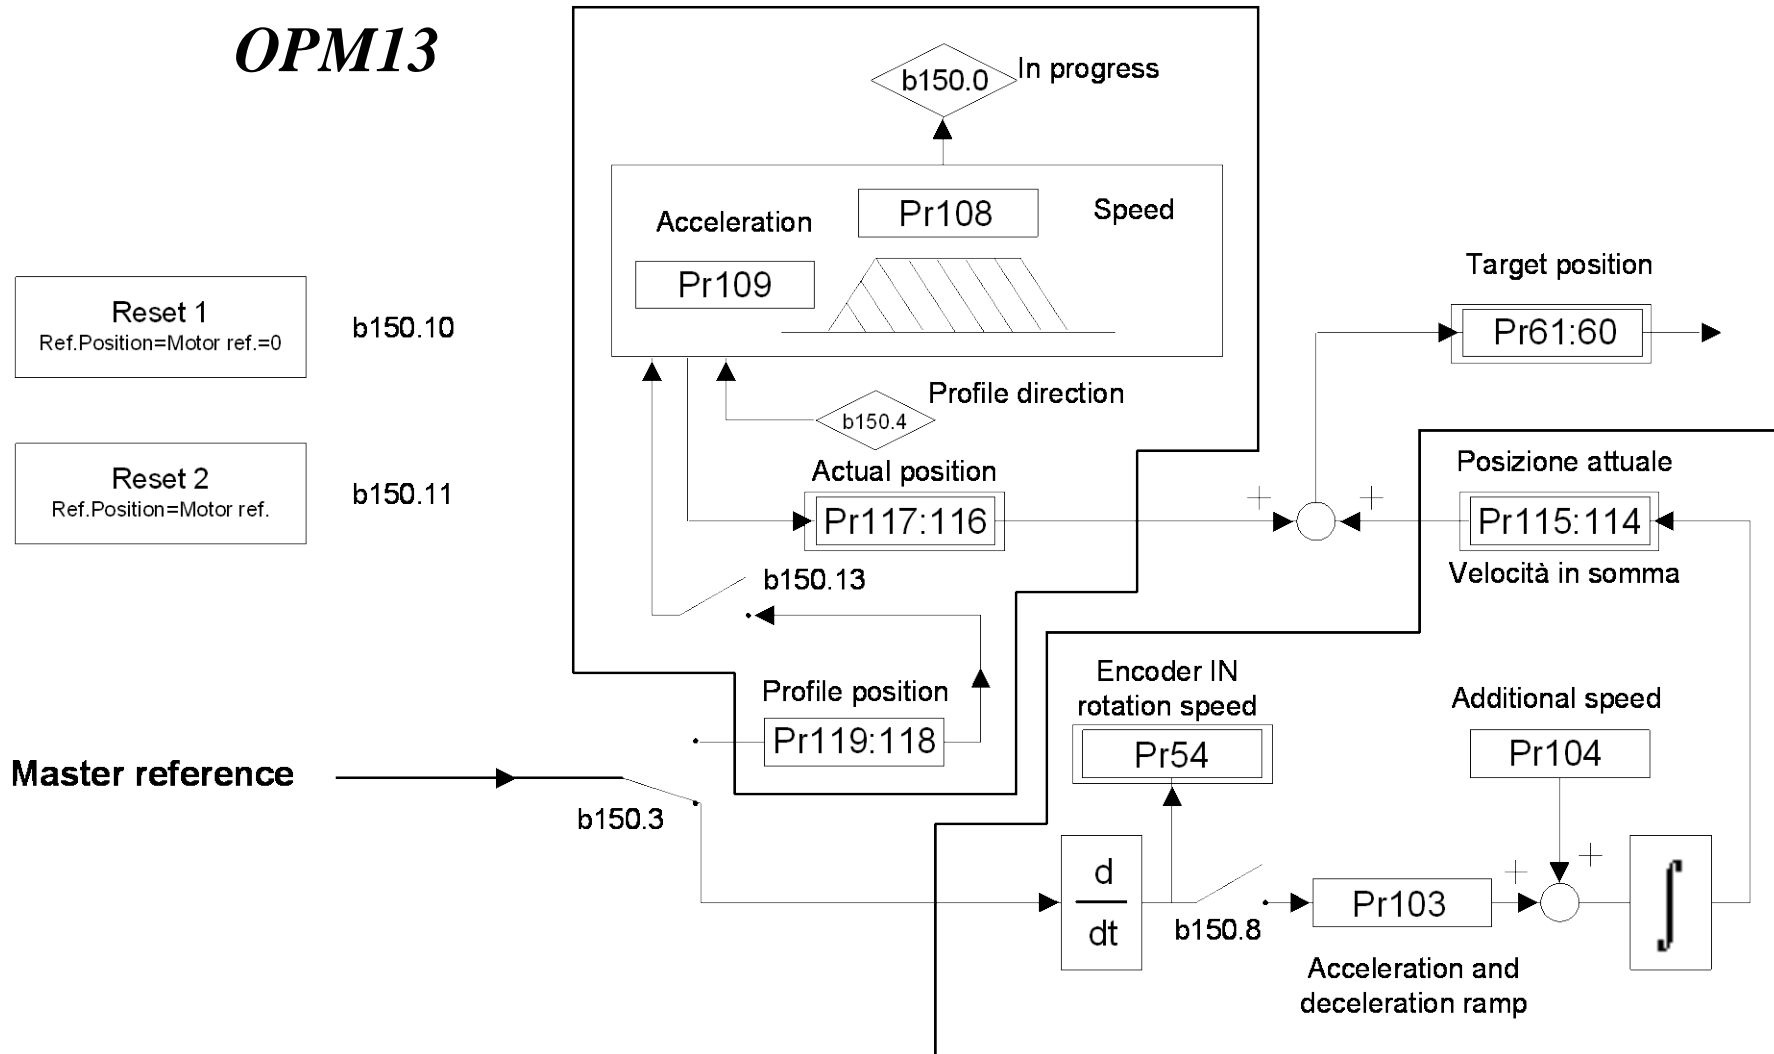 OPM13
b150.0
In progress
Acceleration
Pr108
Speed
Pr109
Reset 1
Ref.Position=Motor ref.=0
b150.10
Target position
Pr61:60
Profile direction
b150.4
Reset 2
Ref.Position=Motor ref.
b150.11
Actual position
Pr117:116
+
+
Posizione attuale
Pr115:114
Velocità in somma
b150.13
Profile position
Pr119:118
Encoder IN
rotation speed
Pr54
Additional speed
Pr104
Master reference
b150.3
d
dt
b150.8
Pr103
+
+
∫
Acceleration and
deceleration ramp